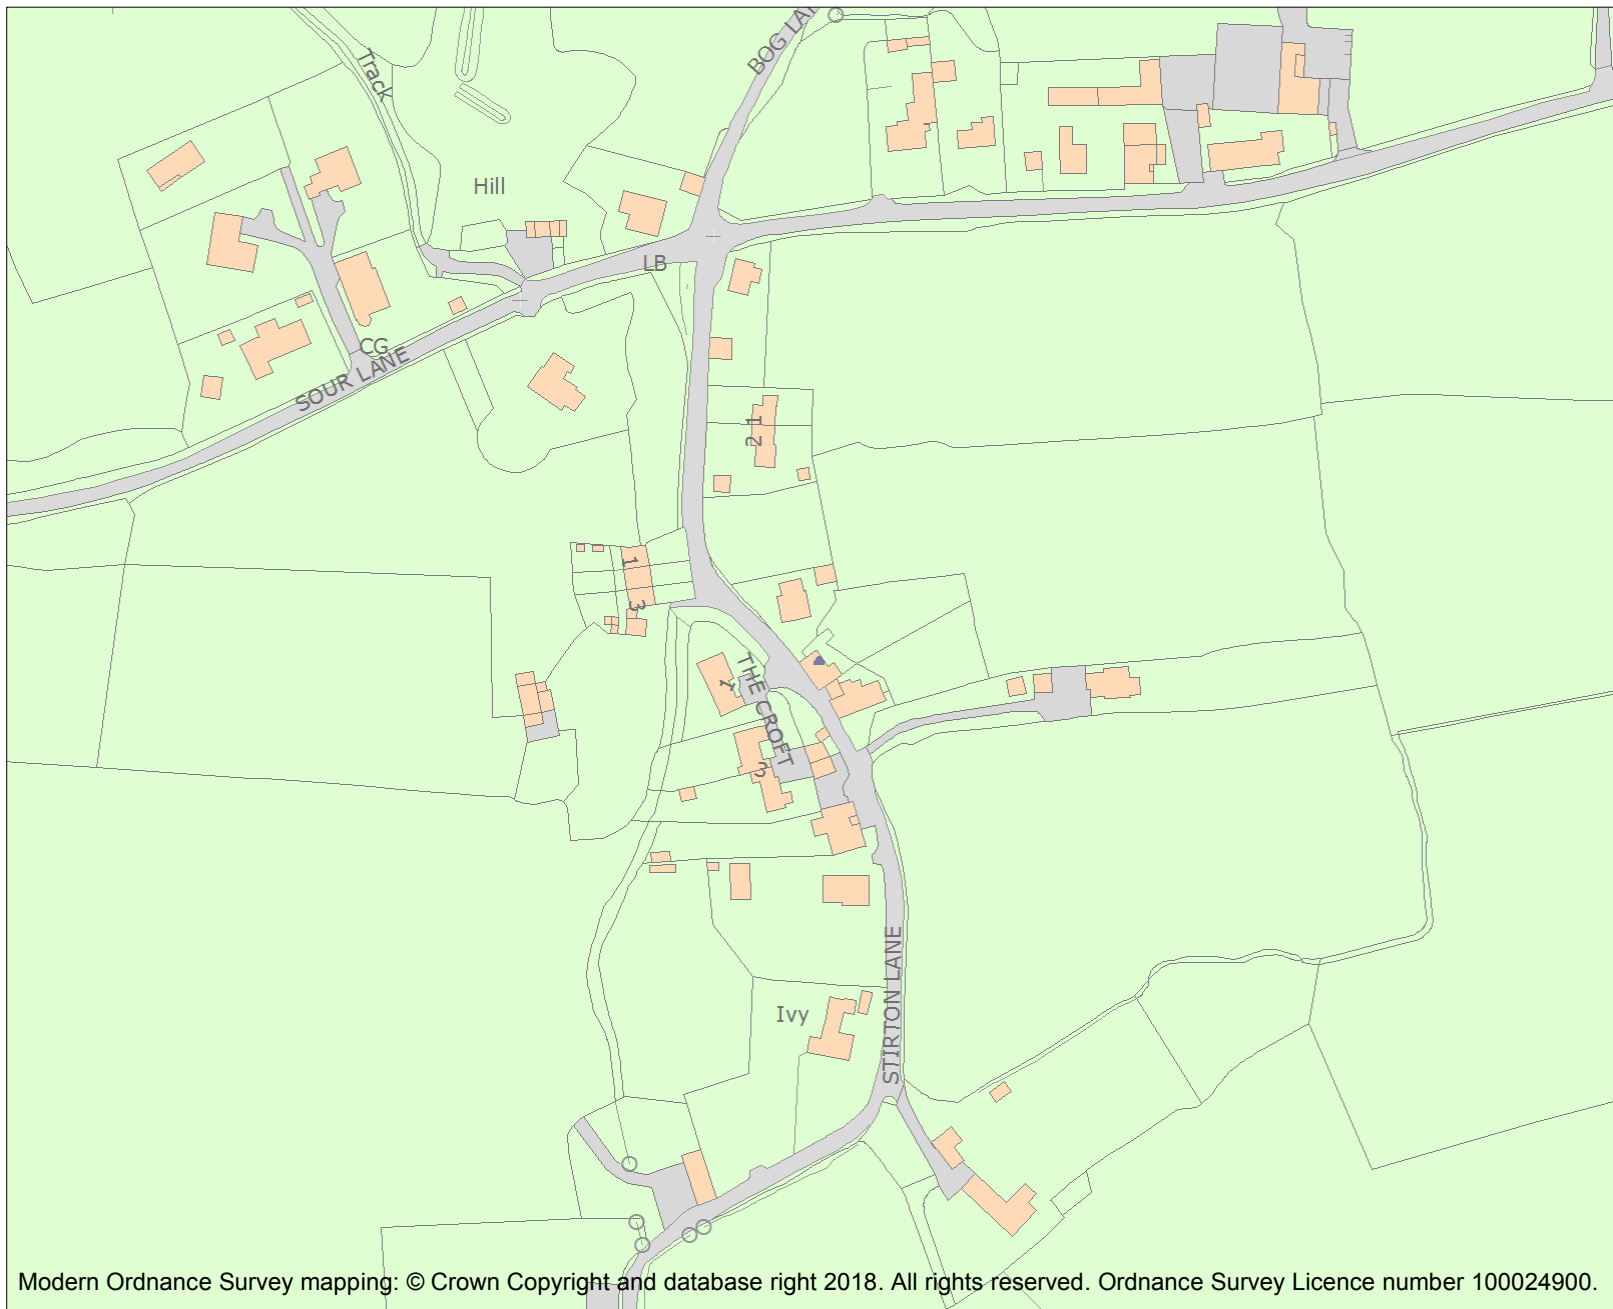 BOG LAN
Track
Hill
LB
CG
SOUR LANE
1
2
1
3
THE CROFT
1
3
STIRTON LANE
Ivy
Modern Ordnance Survey mapping: © Crown Copyright and database right 2018. All rights reserved. Ordnance Survey Licence number 100024900.